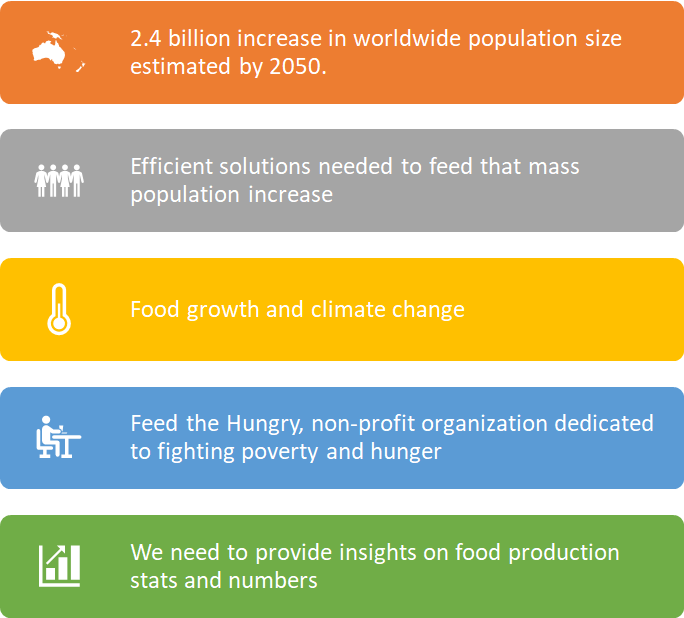 2.4 billion increase in worldwide population size
estimated by 2050.
Efficient solutions needed to feed that mass
population increase
Food growth and climate change
Feed the Hungry, non-profit organization dedicated
to fighting poverty and hunger
We need to provide insights on food production
stats and numbers